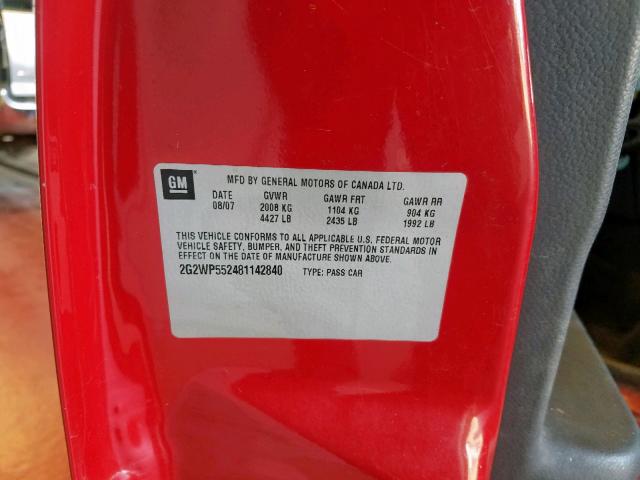 GM MFD BY GENERAL MOTORS OF CANADA LTD.
DATE GVWR GAWR FRT GAWR RR
08/07 2008 KG 1104 KG 904 KG
4427 LB 2435 LB 1992 LB
THIS VEHICLE CONFORMS TO ALL APPLICABLE U.S. FEDERAL MOTOR
VEHICLE SAFETY, BUMPER, AND THEFT PREVENTION STANDARDS IN
EFFECT ON THE DATE OF MANUFACTURE SHOWN ABOVE.
2G2WP552481142840 TYPE: PASS CAR